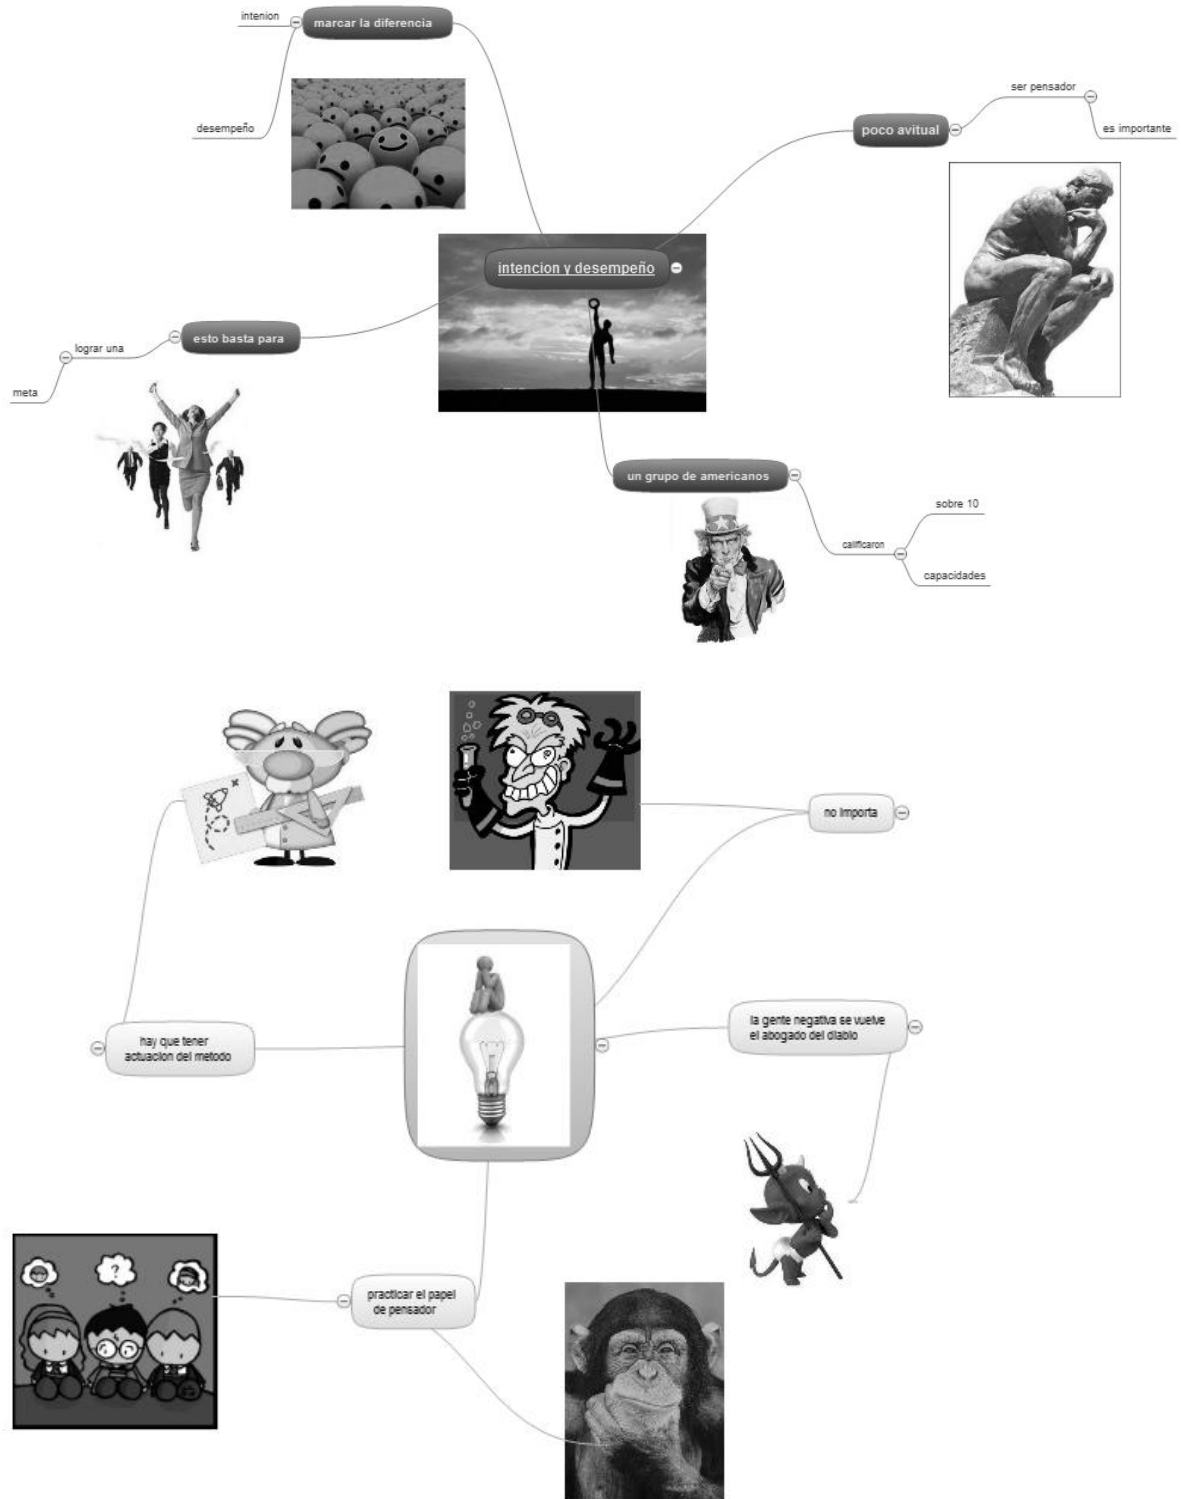 intenion
marcar la diferencia
desempeño
ser pensador
poco avitual
es importante
intencion y desempeño
esto basta para
lograr una
meta
un grupo de americanos
sobre 10
calificaron
capacidades
no importa
hay que tener
actuacion del metodo
la gente negativa se vuelve
el abogado del diablo
?
practicar el papel
de pensador